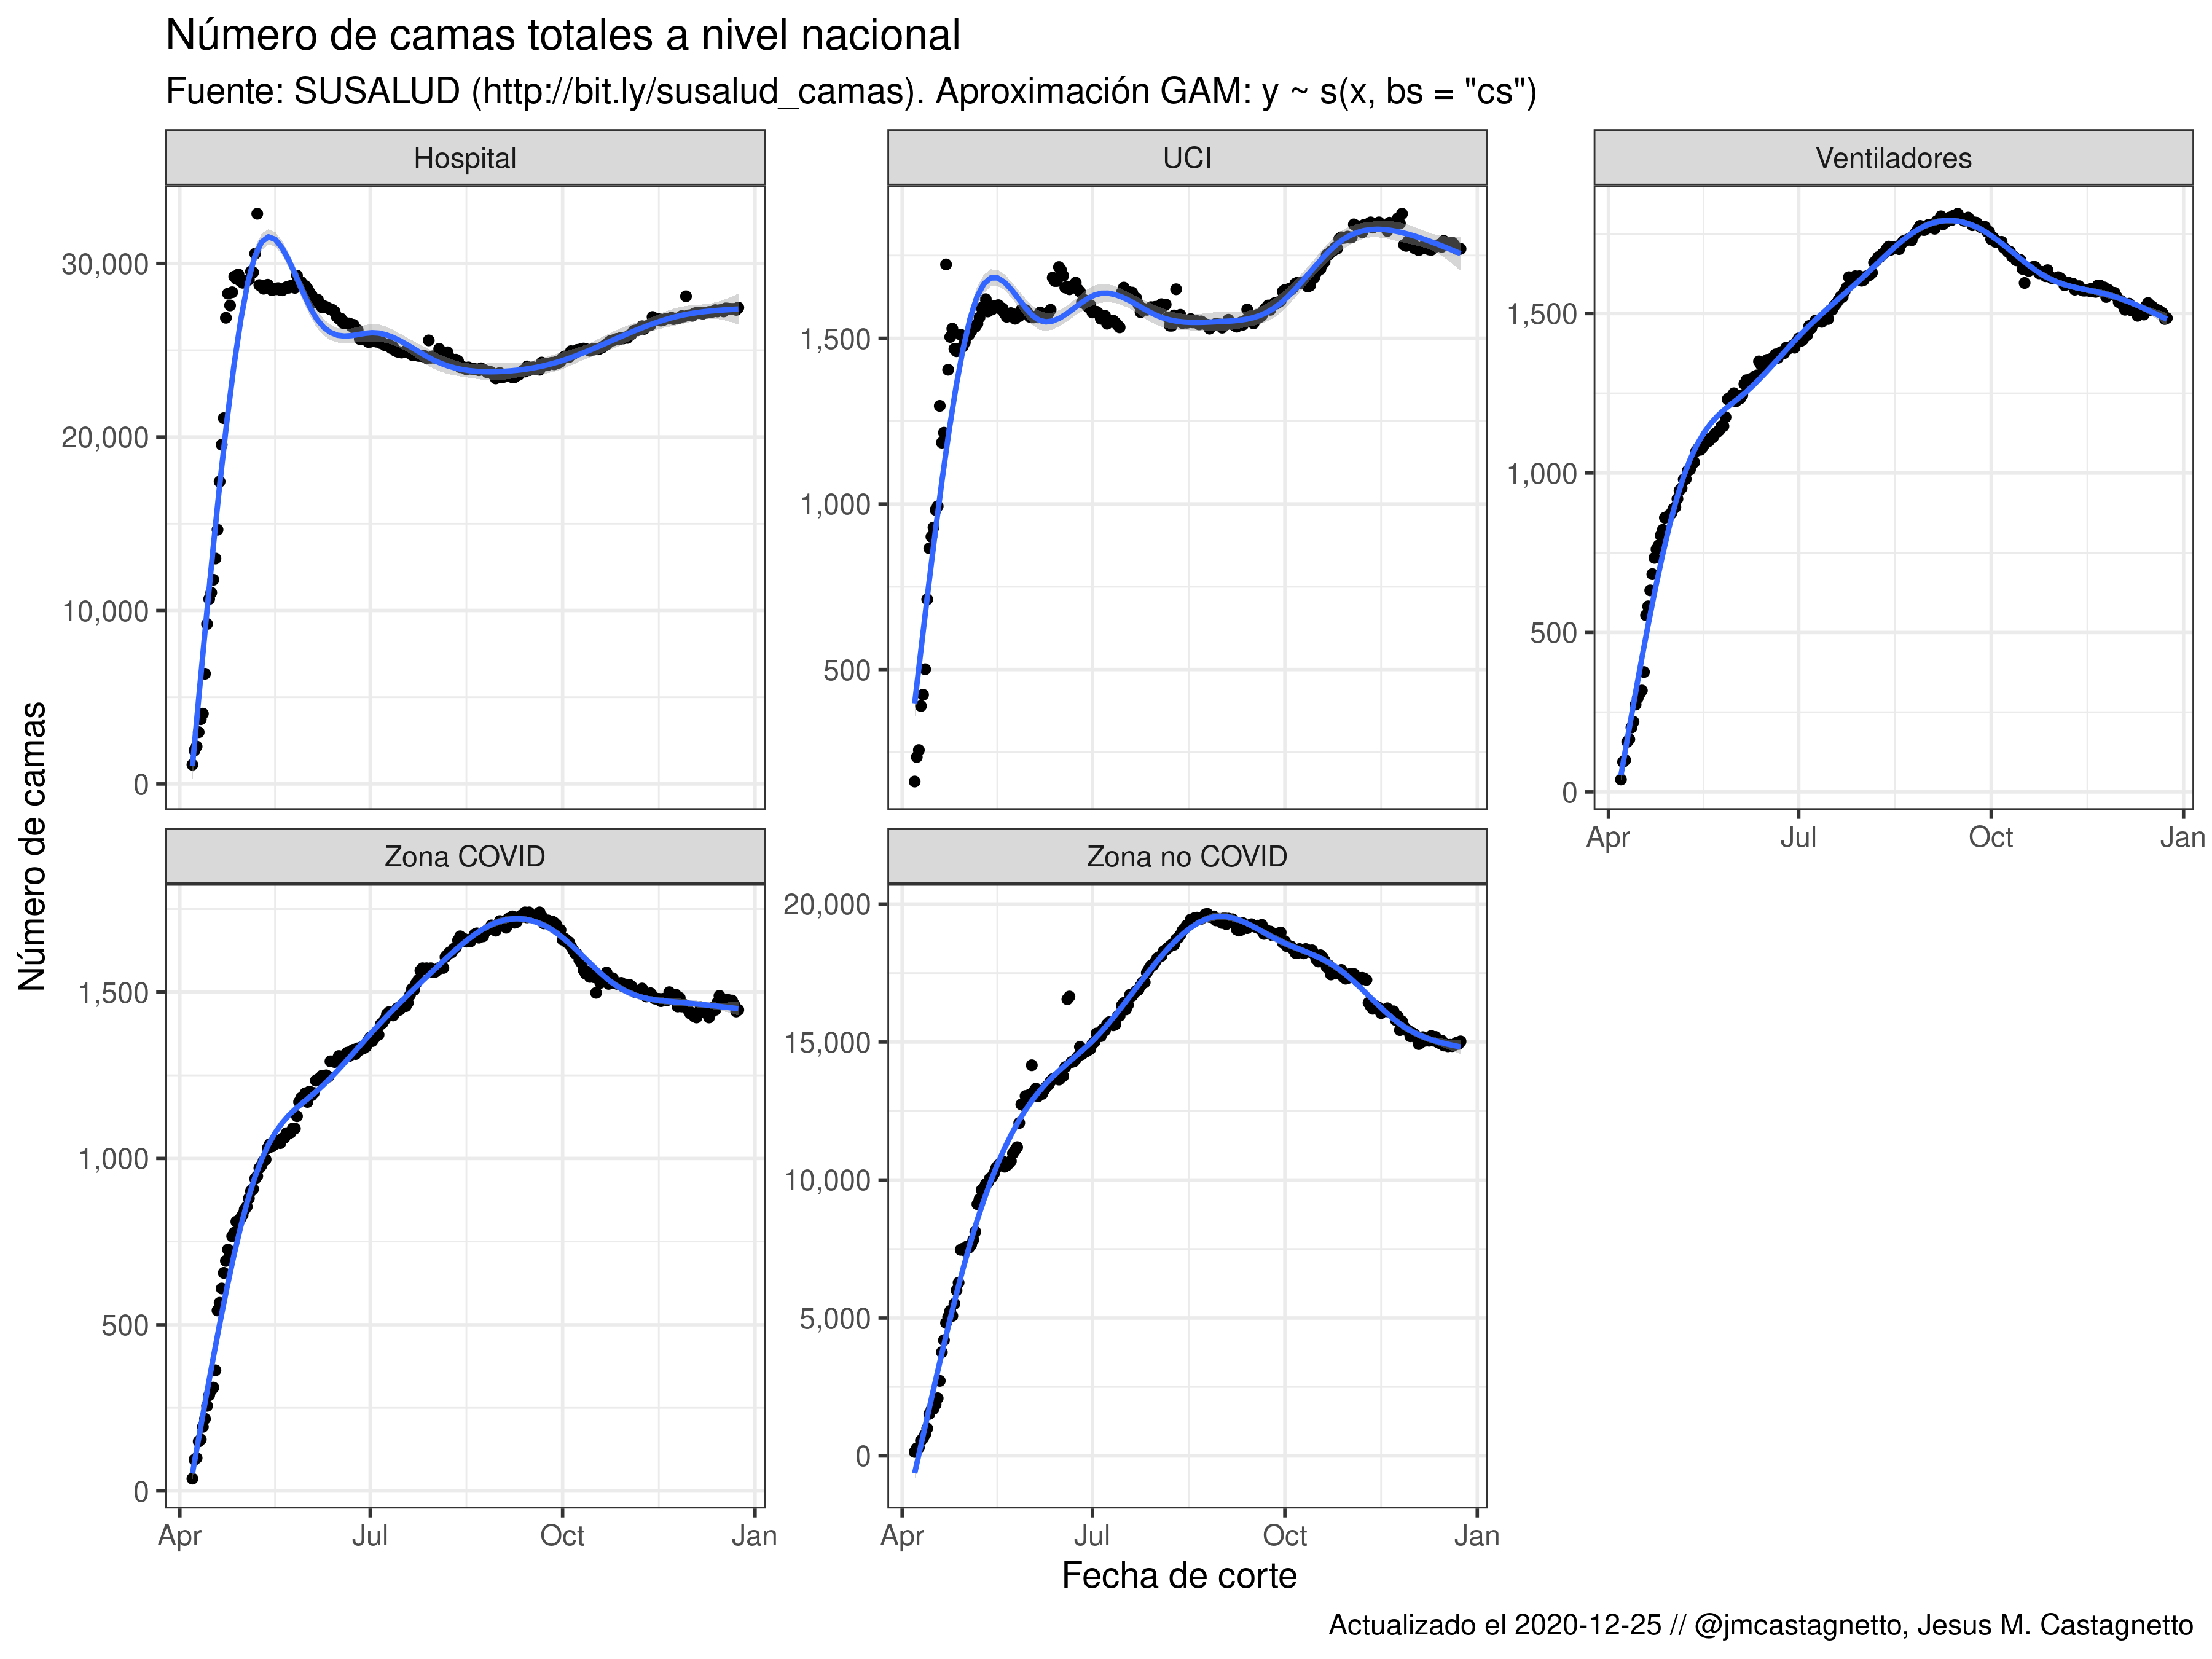 Número de camas totales a nivel nacional
Fuente: SUSALUD (http://bit.ly/susalud_camas). Aproximación GAM: y ~ s(x, bs = "cs")
Número de camas
Hospital
30,000
20,000
10,000
0
UCI
1,500
1,000
500
Ventiladores
1,500
1,000
500
0
Apr Jul Oct Jan
Zona COVID
1,500
1,000
500
0
Apr Jul Oct Jan
Zona no COVID
20,000
15,000
10,000
5,000
0
Apr Jul Oct Jan
Fecha de corte
Actualizado el 2020-12-25 // @jmcastagnetto, Jesus M. Castagnetto